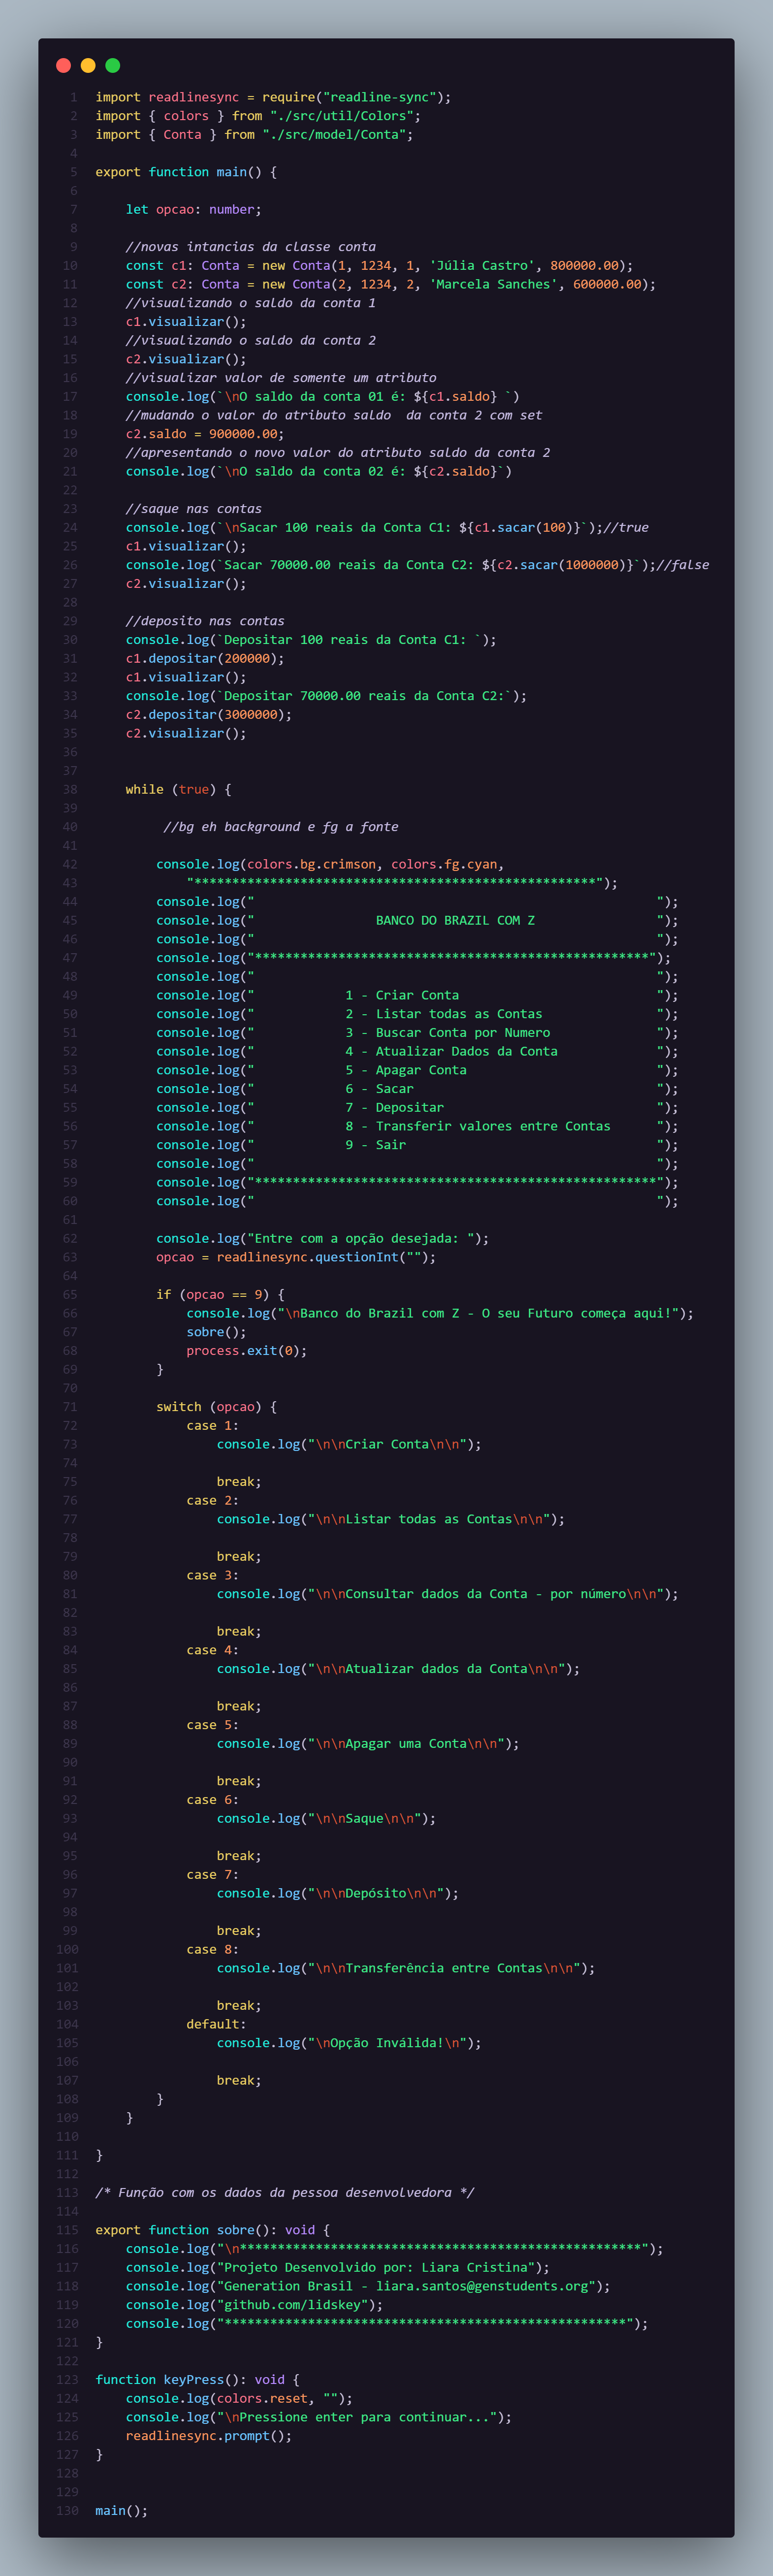 1 import readlinesync = require("readline-sync");
2 import { colors } from "./src/util/Colors";
3 import { Conta } from "./src/model/Conta";
4
5 export function main() {
6
7     let opcao: number;
8
9     //novas intancias da classe conta
10     const c1: Conta = new Conta(1, 1234, 1, 'Júlia Castro', 800000.00);
11     const c2: Conta = new Conta(2, 1234, 2, 'Marcela Sanches', 600000.00);
12     //visualizando o saldo da conta 1
13     c1.visualizar();
14     //visualizando o saldo da conta 2
15     c2.visualizar();
16     //visualizar valor de somente um atributo
17     console.log(`\nO saldo da conta 01 é: ${c1.saldo} `)
18     //mudando o valor do atributo saldo  da conta 2 com set
19     c2.saldo = 900000.00;
20     //apresentando o novo valor do atributo saldo da conta 2
21     console.log(`\nO saldo da conta 02 é: ${c2.saldo}`)
22
23     //saque nas contas
24     console.log(`\nSacar 100 reais da Conta C1: ${c1.sacar(100)}`);//true
25     c1.visualizar();
26     console.log(`Sacar 70000.00 reais da Conta C2: ${c2.sacar(1000000)}`);//false
27     c2.visualizar();
28
29     //deposito nas contas
30     console.log(`Depositar 100 reais da Conta C1: `);
31     c1.depositar(200000);
32     c1.visualizar();
33     console.log(`Depositar 70000.00 reais da Conta C2:`);
34     c2.depositar(3000000);
35     c2.visualizar();
36
37
38     while (true) {
39
40          //bg eh background e fg a fonte
41
42         console.log(colors.bg.crimson, colors.fg.cyan,
43             "*****************************************************");
44         console.log("                                                     ");
45         console.log("                BANCO DO BRAZIL COM Z                ");
46         console.log("                                                     ");
47         console.log("****************************************************");
48         console.log("                                                     ");
49         console.log("            1 - Criar Conta                          ");
50         console.log("            2 - Listar todas as Contas               ");
51         console.log("            3 - Buscar Conta por Numero              ");
52         console.log("            4 - Atualizar Dados da Conta             ");
53         console.log("            5 - Apagar Conta                         ");
54         console.log("            6 - Sacar                                ");
55         console.log("            7 - Depositar                            ");
56         console.log("            8 - Transferir valores entre Contas      ");
57         console.log("            9 - Sair                                 ");
58         console.log("                                                     ");
59         console.log("*****************************************************");
60         console.log("                                                     ");
61
62         console.log("Entre com a opção desejada: ");
63         opcao = readlinesync.questionInt("");
64
65         if (opcao == 9) {
66             console.log("\nBanco do Brazil com Z - O seu Futuro começa aqui!");
67             sobre();
68             process.exit(0);
69         }
70
71         switch (opcao) {
72             case 1:
73                 console.log("\n\nCriar Conta\n\n");
74
75                 break;
76             case 2:
77                 console.log("\n\nListar todas as Contas\n\n");
78
79                 break;
80             case 3:
81                 console.log("\n\nConsultar dados da Conta - por número\n\n");
82
83                 break;
84             case 4:
85                 console.log("\n\nAtualizar dados da Conta\n\n");
86
87                 break;
88             case 5:
89                 console.log("\n\nApagar uma Conta\n\n");
90
91                 break;
92             case 6:
93                 console.log("\n\nSaque\n\n");
94
95                 break;
96             case 7:
97                 console.log("\n\nDepósito\n\n");
98
99                 break;
100             case 8:
101                 console.log("\n\nTransferência entre Contas\n\n");
102
103                 break;
104             default:
105                 console.log("\nOpção Inválida!\n");
106
107                 break;
108         }
109     }
110
111 }
112
113 /* Função com os dados da pessoa desenvolvedora */
114
115 export function sobre(): void {
116     console.log("\n*****************************************************");
117     console.log("Projeto Desenvolvido por: Liara Cristina");
118     console.log("Generation Brasil - liara.santos@genstudents.org");
119     console.log("github.com/lidskey");
120     console.log("*****************************************************");
121 }
122
123 function keyPress(): void {
124     console.log(colors.reset, "");
125     console.log("\nPressione enter para continuar...");
126     readlinesync.prompt();
127 }
128
129
130 main();